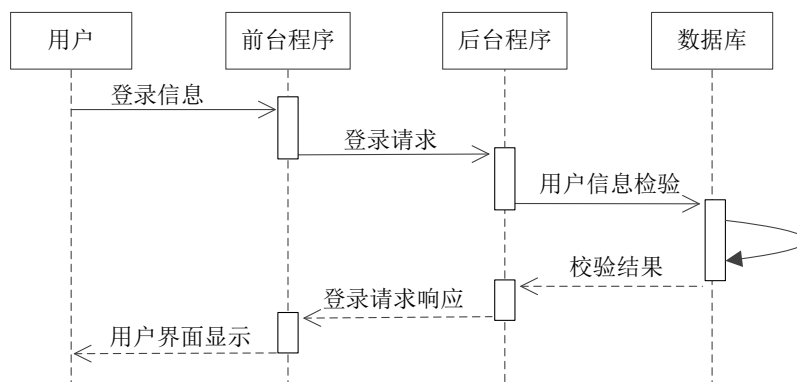 用户
前台程序
后台程序
数据库
登录信息
登录请求
用户信息检验
校验结果
登录请求响应
用户界面显示